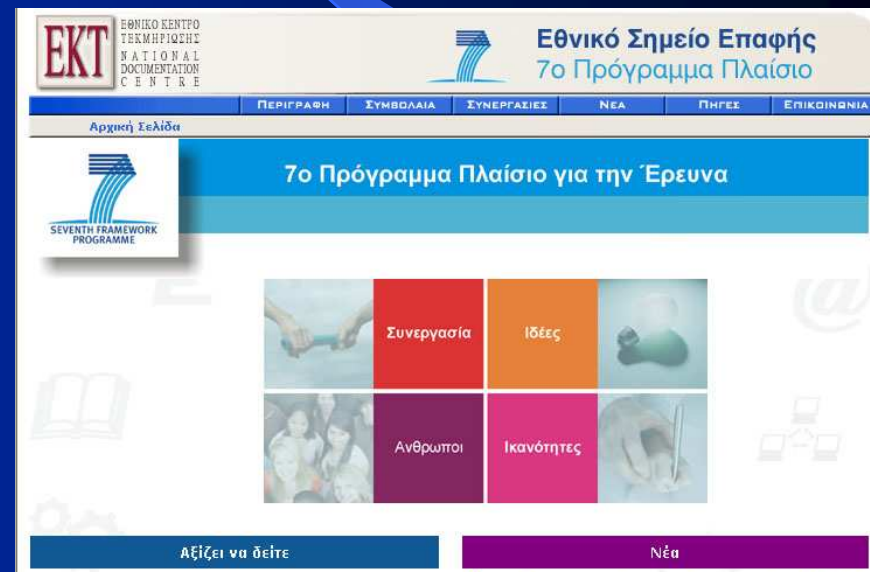 EKT
ΕΘΝΙΚΟ ΚΕΝΤΡΟ
ΤΕΚΜΗΡΙΩΣΗΣ
NATIONAL
DOCUMENTATION
CENTRE
Εθνικό Σημείο Επαφής
7ο Πρόγραμμα Πλαίσιο
ΠΕΡΙΓΡΑΦΗ ΣΥΜΒΟΛΑΙΑ ΣΥΝΕΡΓΑΣΙΕΣ ΝΕΑ ΠΗΓΕΣ ΕΠΙΚΟΙΝΩΝΙΑ
Αρχική Σελίδα
7ο Πρόγραμμα Πλαίσιο για την Έρευνα
SEVENTH FRAMEWORK
PROGRAMME
Συνεργασία Ιδέες
Ανθρωποι Ικανότητες
Αξίζει να δείτε Νέα